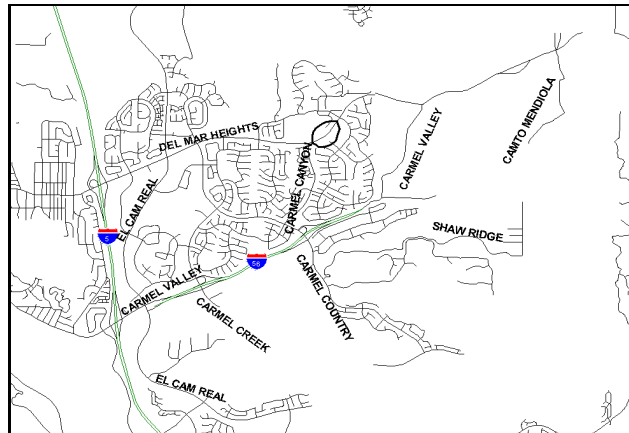 DEL MAR HEIGHTS
CAMTO MENDIOLA
CARMEL VALLEY
CARMEL CANYON
EL CAM REAL
5
SHAW RIDGE
56
CARMEL VALLEY
CARMEL COUNTRY
CARMEL CREEK
EL CAM REAL